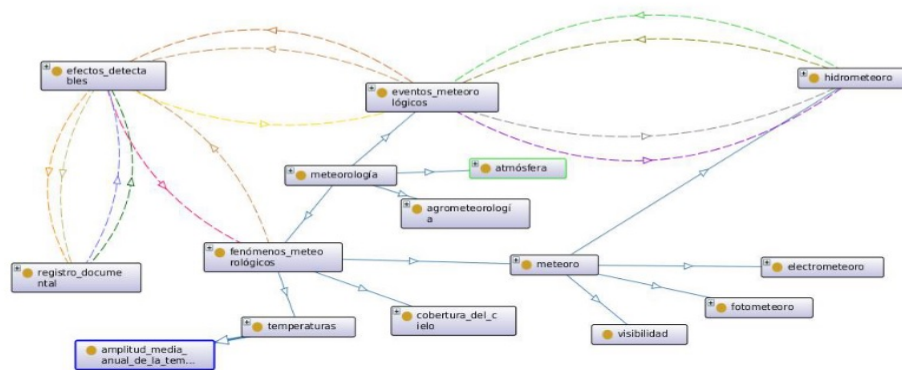 efectos_detecta
bles
eventos_meteoro
lógicos
hidrometeoro
meteorología
atmósfera
agrometeorologí
a
fenómenos_meteo
rológicos
registro_docume
ntal
meteoro
electrometeoro
fotometeoro
visibilidad
temperaturas
cobertura_del_c
ielo
amplitud_media_
anual_de_la_tem...